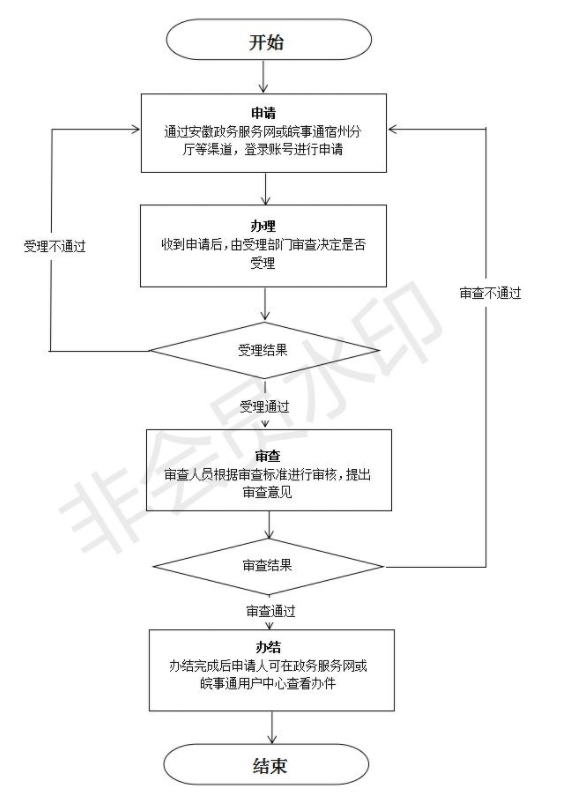 开始
申请
通过安徽政务服务网或皖事通宿州分
厅等渠道，登录账号进行申请
办理
收到申请后，由受理部门审查决定是否
受理
受理不通过
审查不通过
受理结果
受理通过
审查
审查人员根据审查标准进行审核，提出
审查意见
审查结果
审查通过
办结
办结完成后申请人可在政务服务网或
皖事通用户中心查看办件
结束
非会员水印